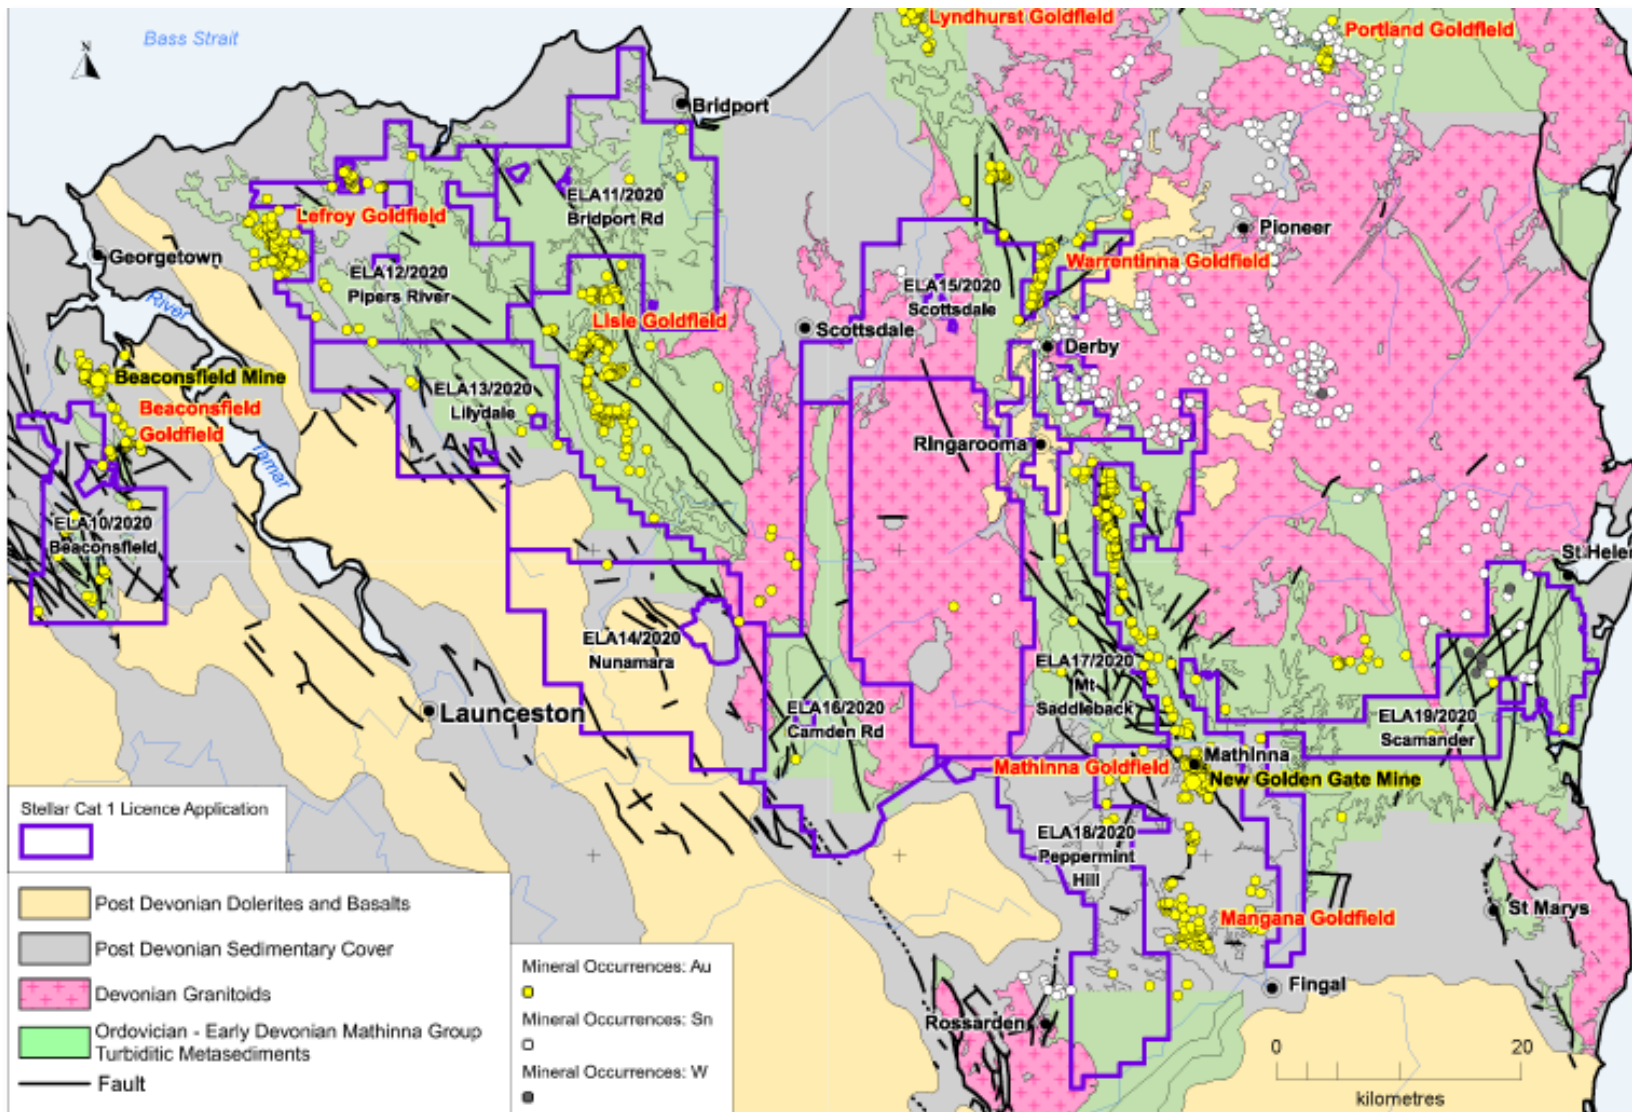 Lyndhurst Goldfield
Portland Goldfield
Bass Strait
N
Bridport
ELA11/2020
Bridport Rd
Lefroy Goldfield
Georgetown
ELA12/2020
Pipers River
River
Pioneer
Warrentinna Goldfield
ELA15/2020
Scottsdale
Lisle Goldfield
Scottsdale
Derby
Beaconsfield Mine
Beaconsfield
Goldfield
ELA13/2020
Lilydale
Tamar
RIngarooma
ELA10/2020
Beaconsfield
St Helen
ELA14/2020
Nunamara
ELA17/2020
Mt
Saddleback
Launceston
ELA16/2020
Camden Rd
ELA19/2020
Scamander
Mathinna
Mathinna Goldfield
New Golden Gate Mine
Stellar Cat 1 Licence Application
ELA18/2020
Peppermint
Hill
Post Devonian Dolerites and Basalts
Mangana Goldfield
St Marys
Post Devonian Sedimentary Cover
Mineral Occurrences: Au
Fingal
Devonian Granitoids
Mineral Occurrences: Sn
Rossarden
Ordovician - Early Devonian Mathinna Group
Turbiditic Metasediments
Mineral Occurrences: W
Fault
0 20
kilometres